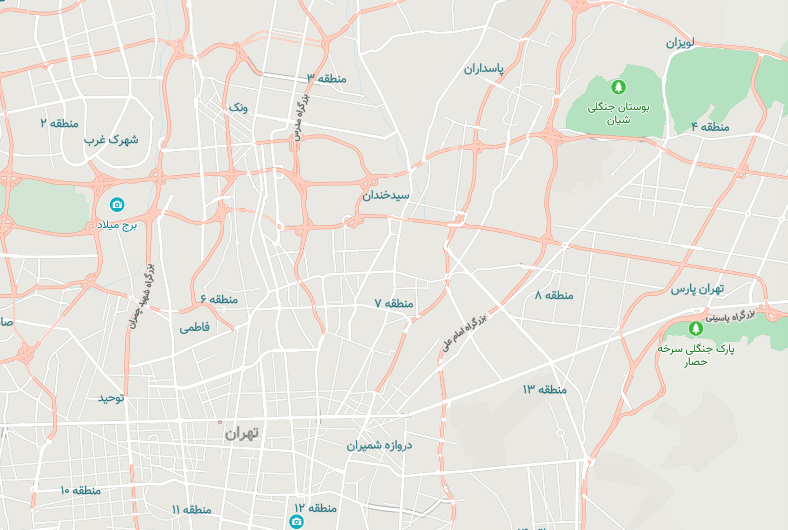 لویزان
پاسداران
منطقه ۳
ونک
بوستان جنگلی
شیان
بزرگراه مدرس
منطقه ۲
منطقه ۴
شهرک غرب
سیدخندان
برج میلاد
تهران پارس
منطقه ۸
منطقه ۶
منطقه ۷
بزرگراه شهید چمران
بزرگراه یاسینی
فاطمی
بزرگراه امام علی
پارک جنگلی سرخه
حصار
منطقه ۱۳
توحید
تهران
دروازه شمیران
منطقه ۱۰
منطقه ۱۱
منطقه ۱۲